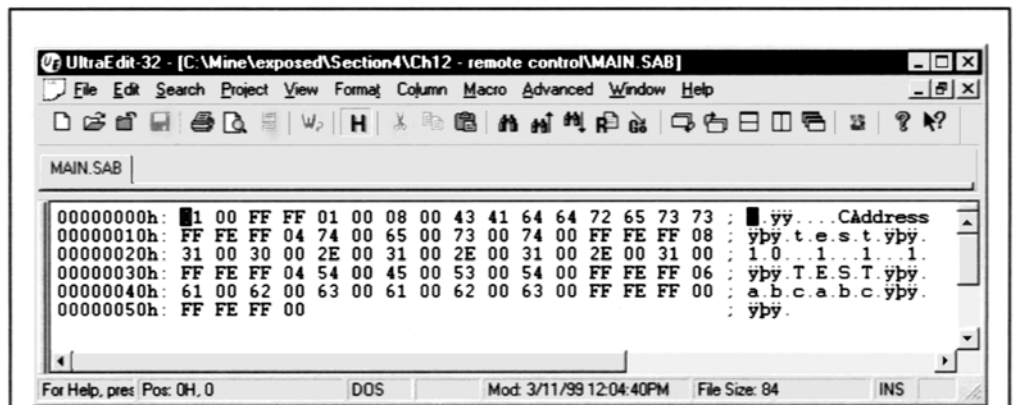 UltraEdit-32 - [C:\Mine\exposed\Section4\Ch12 - remote control\MAIN.SAB]
File Edit Search Project View Format Column Macro Advanced Window Help
MAIN.SAB
00000000h: 01 00 FF FF 01 00 08 00 43 41 64 64 72 65 73 73 ; .ÿÿ....CAddress
00000010h: FF FE FF 04 74 00 65 00 73 00 74 00 FF FE FF 08 ; ÿþÿ.t.e.s.t.ÿþÿ.
00000020h: 31 00 30 00 2E 00 31 00 2E 00 31 00 2E 00 31 00 ; 1.0...1...1...1.
00000030h: FF FE FF 04 54 00 45 00 53 00 54 00 FF FE FF 06 ; ÿþÿ.T.E.S.T.ÿþÿ.
00000040h: 61 00 62 00 63 00 61 00 62 00 63 00 FF FE FF 00 ; a.b.c.a.b.c.ÿþÿ.
00000050h: FF FE FF 00 ; ÿþÿ.
For Help, pres Pos: 0H, 0 DOS Mod: 3/11/99 12:04:40PM File Size: 84 INS